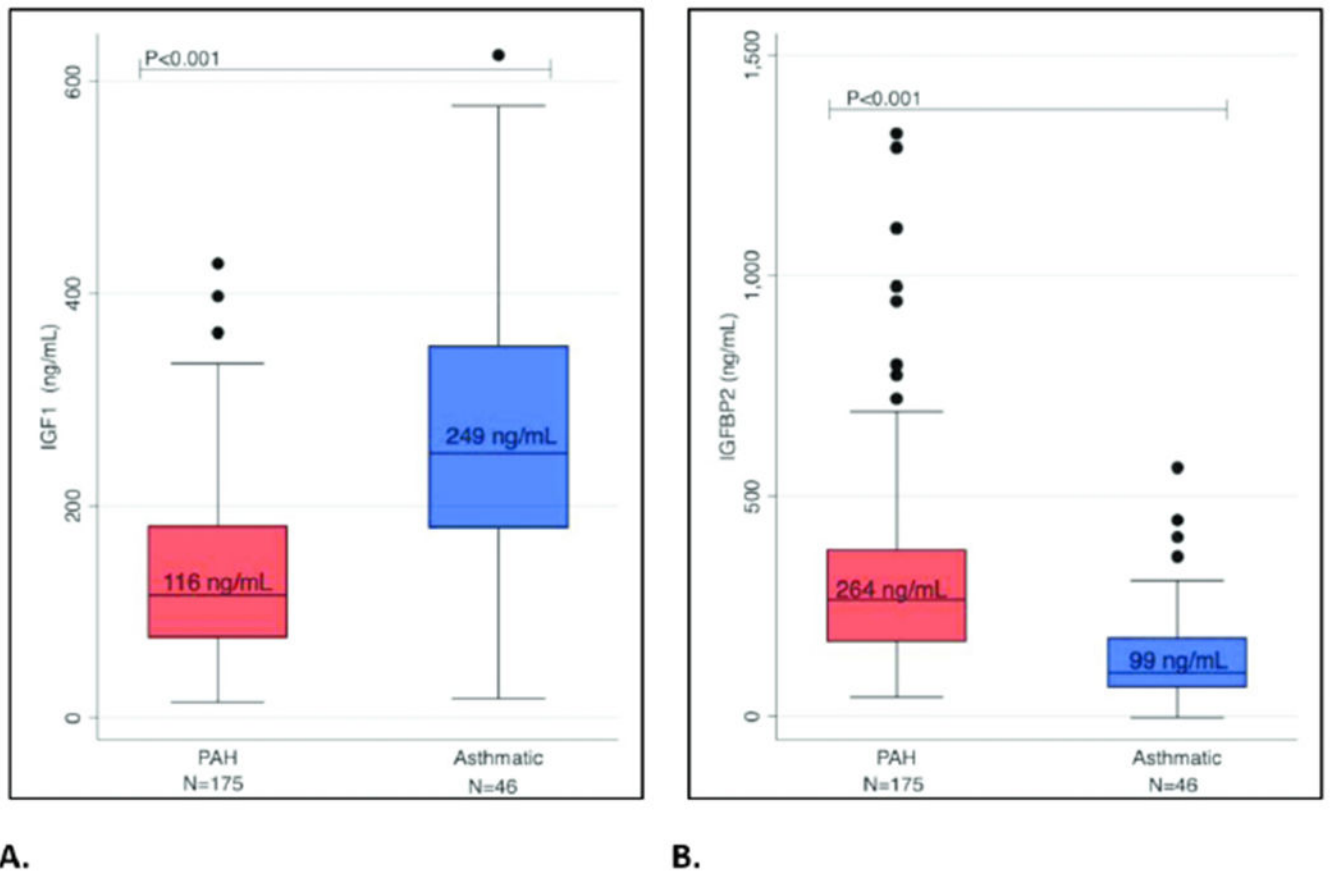 P<0.001
600
400
200
0
IGF1 (ng/mL)
116 ng/mL
249 ng/mL
PAH
N=175
Asthmatic
N=46
A.
P<0.001
1,500
1,000
500
0
IGFBP2 (ng/mL)
264 ng/mL
99 ng/mL
PAH
N=175
Asthmatic
N=46
B.